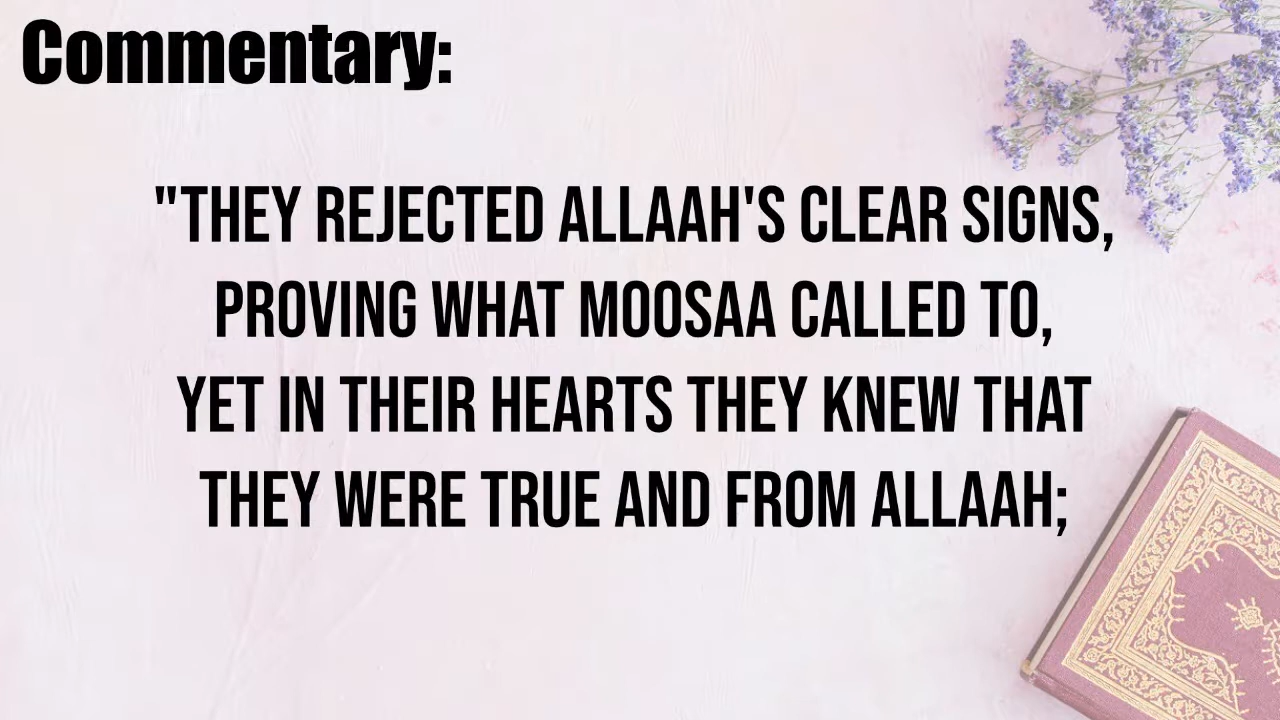 Commentary:
"THEY REJECTED ALLAAH'S CLEAR SIGNS,
PROVING WHAT MOOSAA CALLED TO,
YET IN THEIR HEARTS THEY KNEW THAT
THEY WERE TRUE AND FROM ALLAAH;